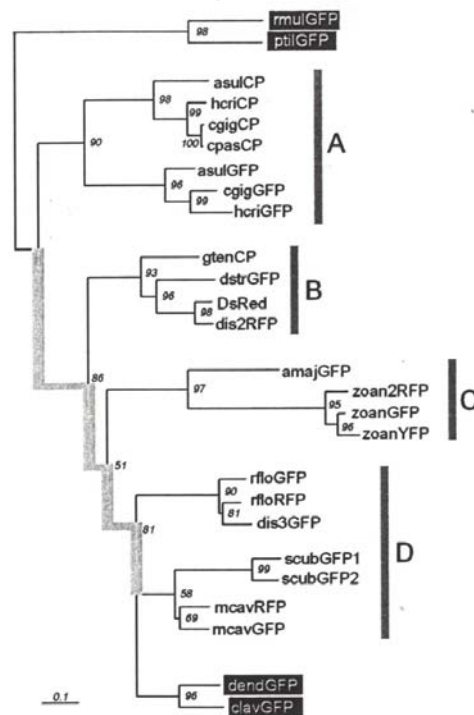 rmulGFP
98
ptilGFP
asulCP
98
hcriCP
99
cgigCP
100
cpasCP
90
A
asulGFP
96
cgigGFP
99
hcriGFP
gtenCP
93
dstrGFP
96
B
DsRed
98
dis2RFP
86
amajGFP
97
zoan2RFP
95
zoanGFP
C
96
zoanYFP
51
rfloGFP
90
rfloRFP
81
dis3GFP
81
D
scubGFP1
99
scubGFP2
58
mcavRFP
69
mcavGFP
dendGFP
96
clavGFP
0.1